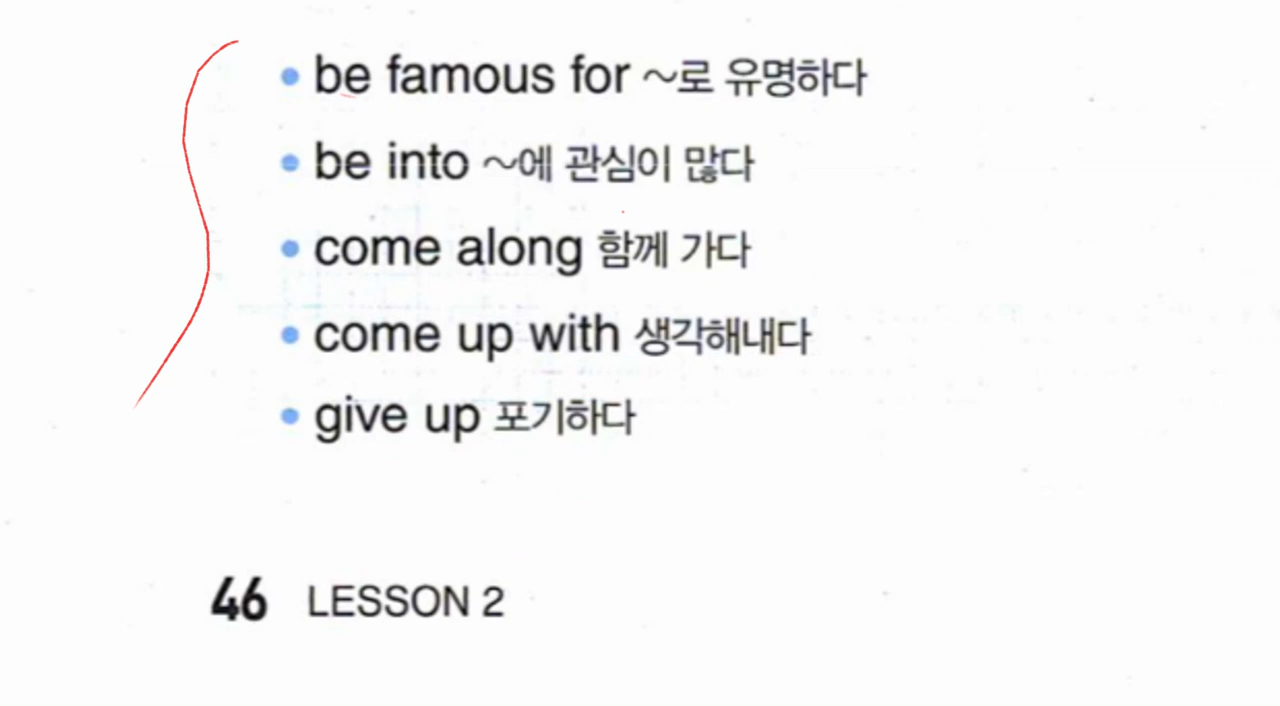 • be famous for ~로 유명하다
• be into ~에 관심이 많다
• come along 함께 가다
• come up with 생각해내다
• give up 포기하다
46 LESSON 2